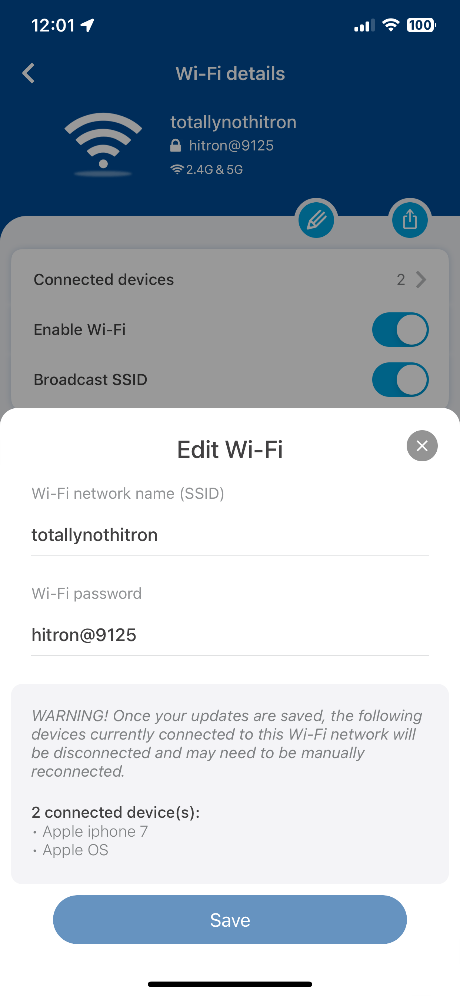 12:01
100
Wi-Fi details
totallynothitron
hitron@9125
2.4G & 5G
Connected devices 2
Enable Wi-Fi
Broadcast SSID
Edit Wi-Fi
Wi-Fi network name (SSID)
totallynothitron
Wi-Fi password
hitron@9125
WARNING! Once your updates are saved, the following
devices currently connected to this Wi-Fi network will
be disconnected and may need to be manually
reconnected.
2 connected device(s):
• Apple iphone 7
• Apple OS
Save